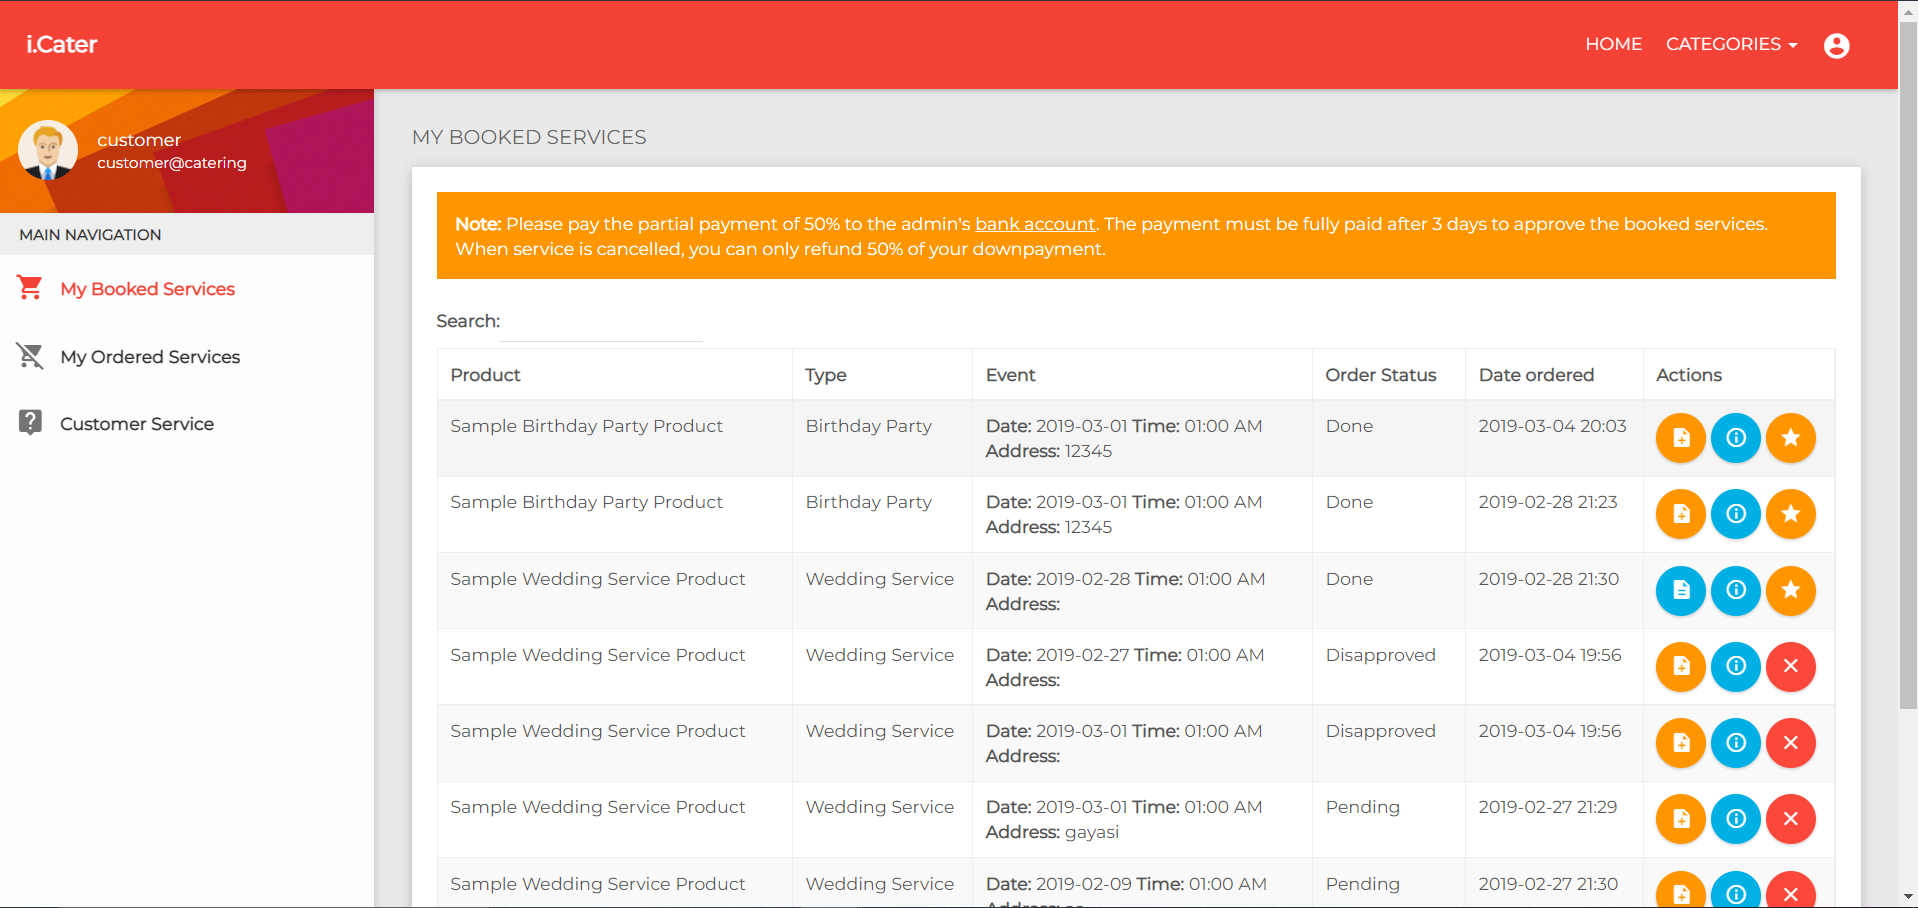 i.Cater
HOME CATEGORIES
customer
customer@catering
MAIN NAVIGATION
My Booked Services
My Ordered Services
Customer Service
MY BOOKED SERVICES
Note: Please pay the partial payment of 50% to the admin's bank account. The payment must be fully paid after 3 days to approve the booked services.
When service is cancelled, you can only refund 50% of your downpayment.
Search:
Product Type Event Order Status Date ordered Actions
Sample Birthday Party Product Birthday Party Date: 2019-03-01 Time: 01:00 AM Done 2019-03-04 20:03
Address: 12345
Sample Birthday Party Product Birthday Party Date: 2019-03-01 Time: 01:00 AM Done 2019-02-28 21:23
Address: 12345
Sample Wedding Service Product Wedding Service Date: 2019-02-28 Time: 01:00 AM Done 2019-02-28 21:30
Address:
Sample Wedding Service Product Wedding Service Date: 2019-02-27 Time: 01:00 AM Disapproved 2019-03-04 19:56
Address:
Sample Wedding Service Product Wedding Service Date: 2019-03-01 Time: 01:00 AM Disapproved 2019-03-04 19:56
Address:
Sample Wedding Service Product Wedding Service Date: 2019-03-01 Time: 01:00 AM Pending 2019-02-27 21:29
Address: gayasi
Sample Wedding Service Product Wedding Service Date: 2019-02-09 Time: 01:00 AM Pending 2019-02-27 21:30